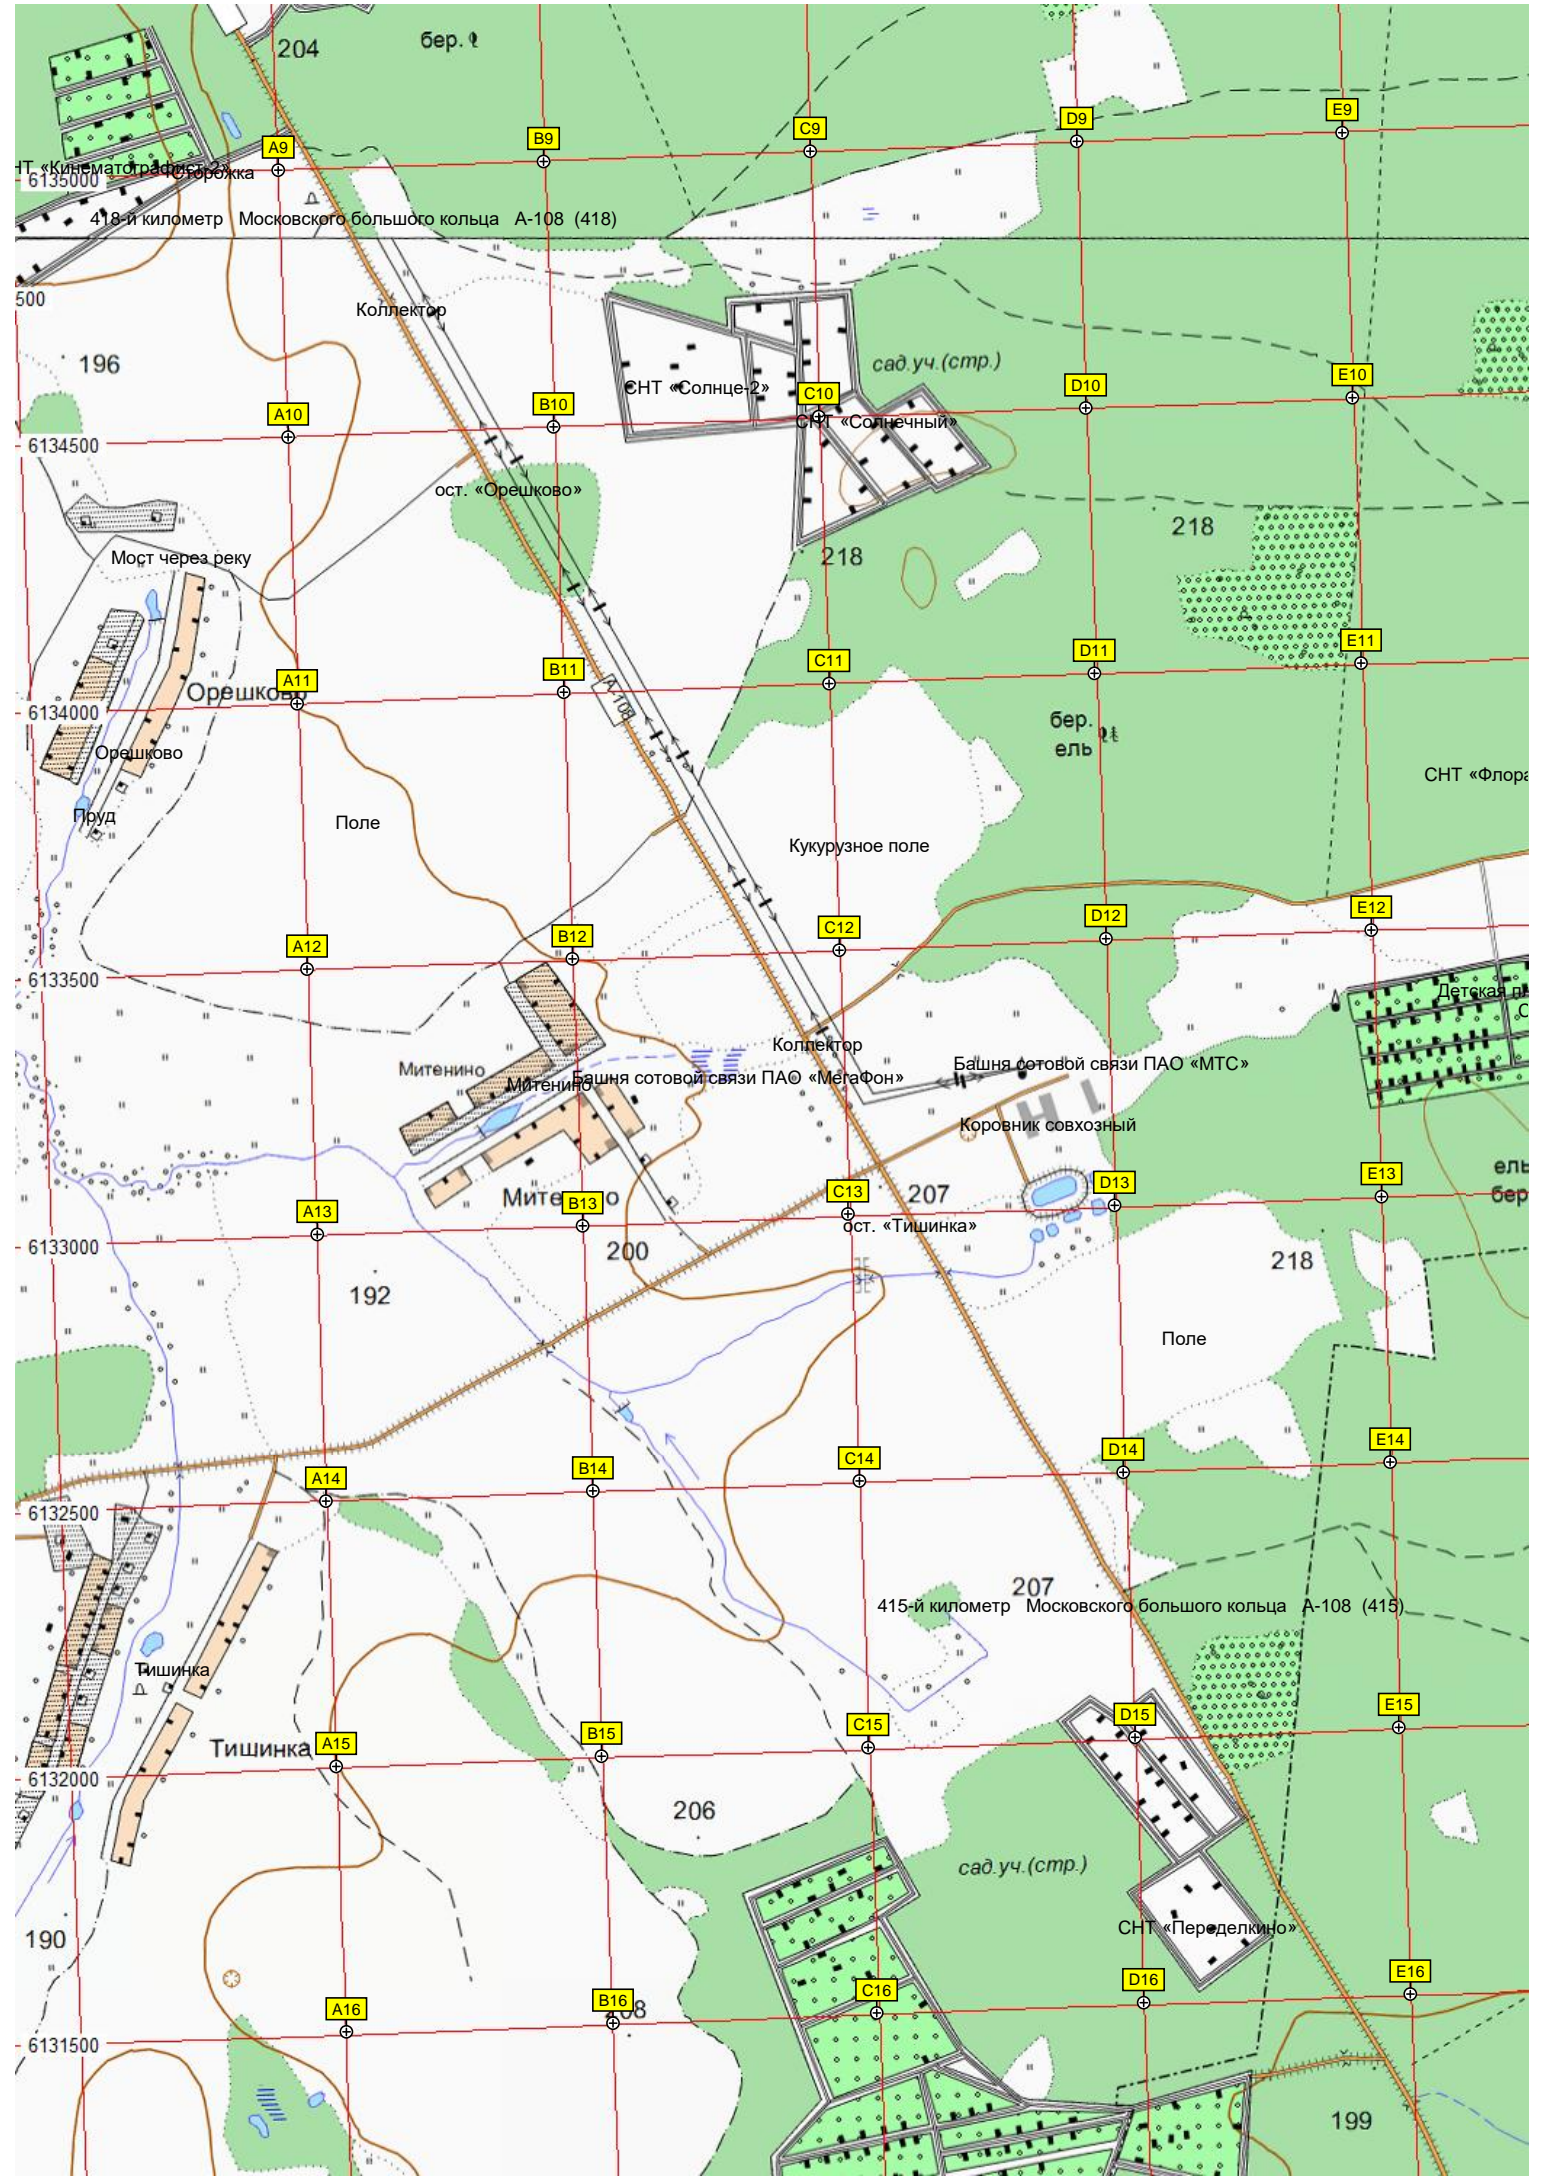 204
бер.
A9
B9
C9
D9
E9
НТ «Кинематографист-2»
Сторожка
6135000
418-й километр Московского большого кольца А-108 (418)
500
Коллектор
196
сад.уч.(стр.)
СНТ «Солнце-2»
A10
B10
C10
D10
E10
СНТ «Солнечный»
6134500
ост. «Орешково»
218
218
Мост через реку
A11
B11
C11
D11
E11
Орешково
А-108
6134000
бер.
ель
Орешково
СНТ «Флора
Пруд
Поле
Кукурузное поле
A12
B12
C12
D12
E12
6133500
Детская пл
С
Коллектор
Митенино
Башня сотовой связи ПАО «МТС»
Митенино
Башня сотовой связи ПАО «МегаФон»
Коровник совхозный
ель
бер
Митенино
207
A13
B13
C13
D13
E13
ост. «Тишинка»
6133000
200
218
192
Поле
A14
B14
C14
D14
E14
6132500
207
415-й километр Московского большого кольца А-108 (415)
Тишинка
Тишинка
A15
B15
C15
D15
E15
6132000
206
сад.уч.(стр.)
СНТ «Переделкино»
190
A16
B16
C16
D16
E16
08
6131500
199